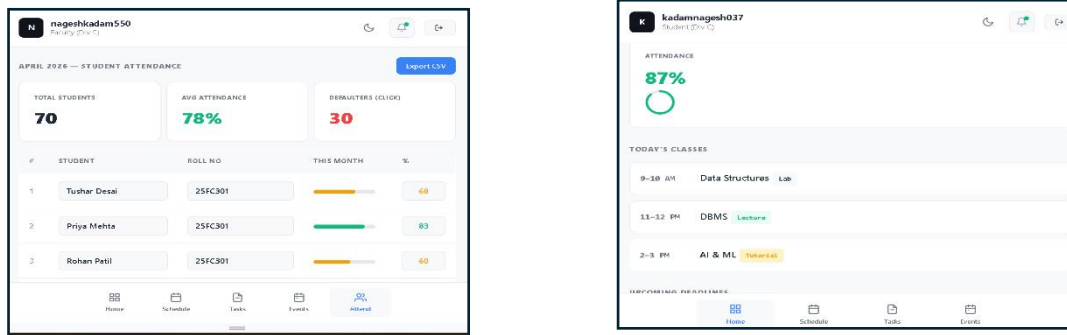 N nageshkadam550
Faculty (Div C)
APRIL 2026 — STUDENT ATTENDANCE
Export CSV
TOTAL STUDENTS AVG ATTENDANCE DEFAULTERS (CLICK)
70 78% 30
# STUDENT ROLL NO THIS MONTH %
1 Tushar Desai 25FC301 60
2 Priya Mehta 25FC301 83
3 Rohan Patil 25FC301 60
Home Schedule Tasks Events Attend
K kadamnagesh037
Student (Div C)
ATTENDANCE
87%
TODAY'S CLASSES
9-10 AM Data Structures Lab
11-12 PM DBMS Lecture
2-3 PM AI & ML Tutorial
UPCOMING DEADLINES
Home Schedule Tasks Events